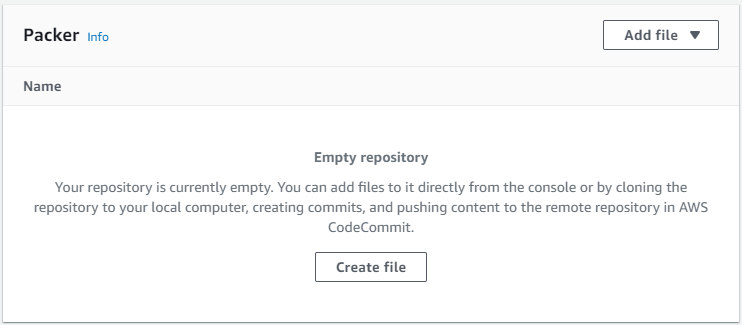 Packer Info
Add file
Name
Empty repository
Your repository is currently empty. You can add files to it directly from the console or by cloning the
repository to your local computer, creating commits, and pushing content to the remote repository in AWS
CodeCommit.
Create file